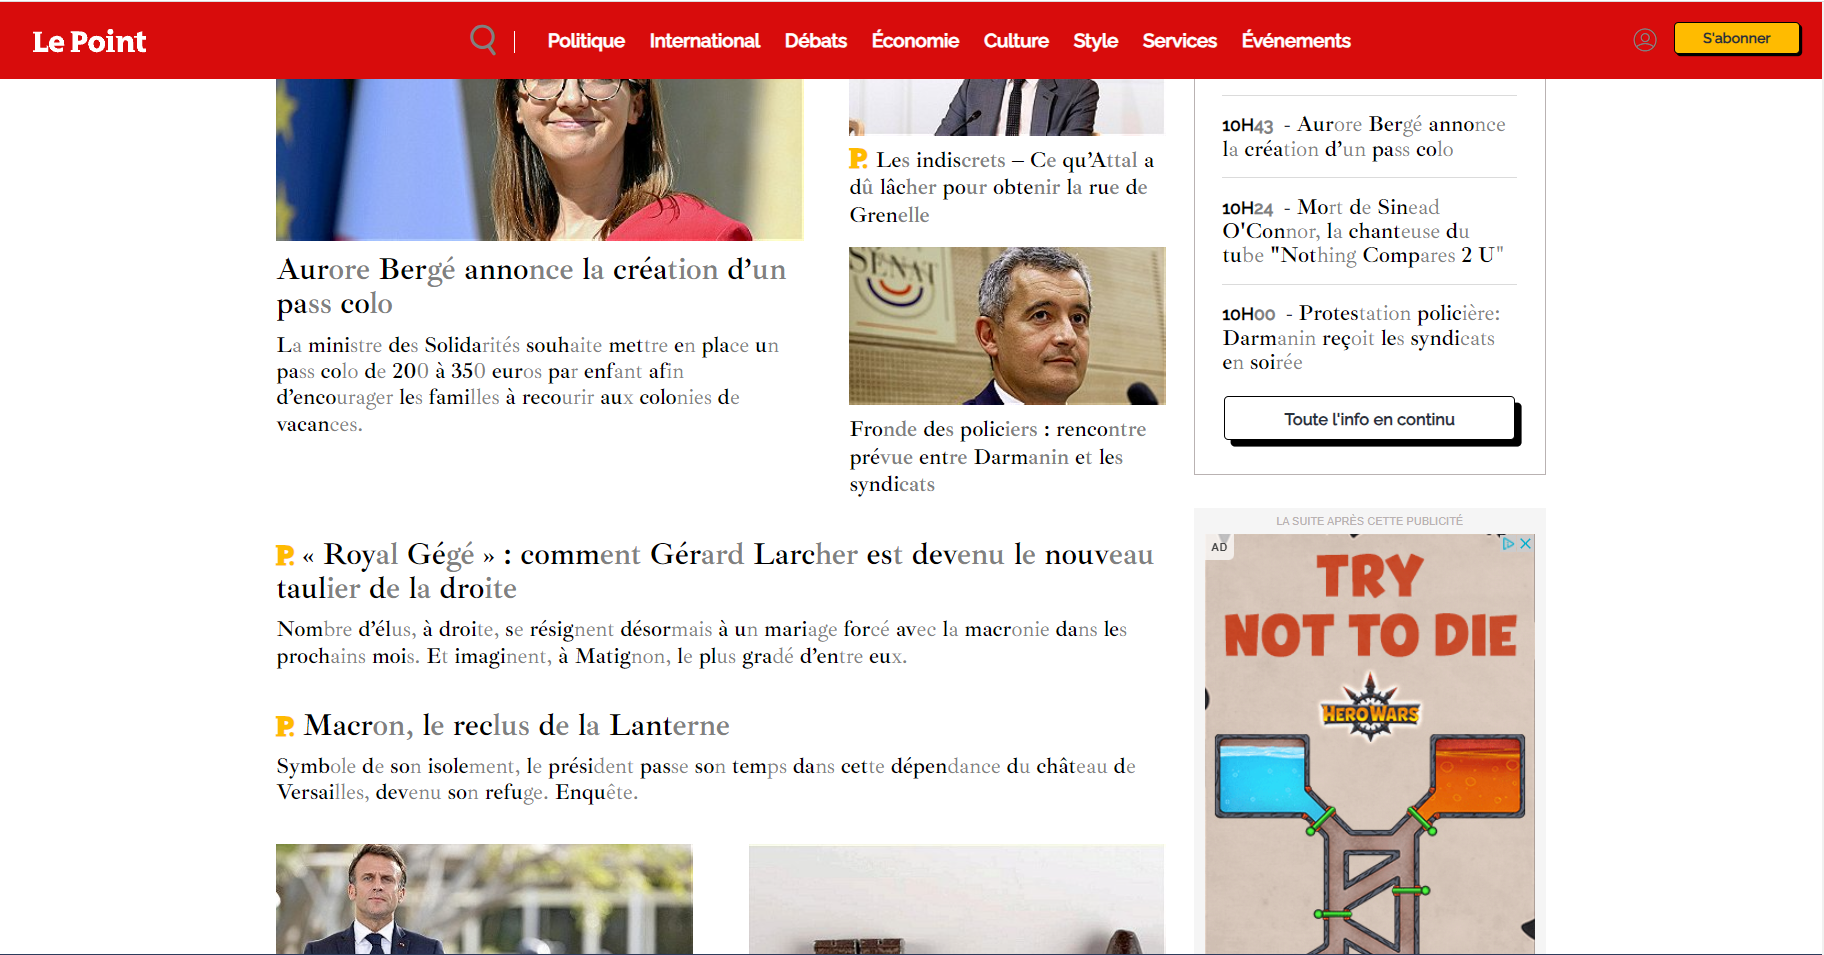 Le Point
Politique International Débats Économie Culture Style Services Événements
S'abonner
Aurore Bergé annonce la création d’un
pass colo
La ministre des Solidarités souhaite mettre en place un
pass colo de 200 à 350 euros par enfant afin
d’encourager les familles à recourir aux colonies de
vacances.
P. Les indiscrets – Ce qu’Attal a
dû lâcher pour obtenir la rue de
Grenelle
SÉNAT
Fronde des policiers : rencontre
prévue entre Darmanin et les
syndicats
P. « Royal Gégé » : comment Gérard Larcher est devenu le nouveau
taulier de la droite
Nombre d’élus, à droite, se résignent désormais à un mariage forcé avec la macronie dans les
prochains mois. Et imaginent, à Matignon, le plus gradé d’entre eux.
P. Macron, le reclus de la Lanterne
Symbole de son isolement, le président passe son temps dans cette dépendance du château de
Versailles, devenu son refuge. Enquête.
10H43 - Aurore Bergé annonce
la création d’un pass colo
10H24 - Mort de Sinead
O'Connor, la chanteuse du
tube "Nothing Compares 2 U"
10H00 - Protestation policière:
Darmanin reçoit les syndicats
en soirée
Toute l'info en continu
LA SUITE APRÈS CETTE PUBLICITÉ
AD
TRY
NOT TO DIE
HERO WARS